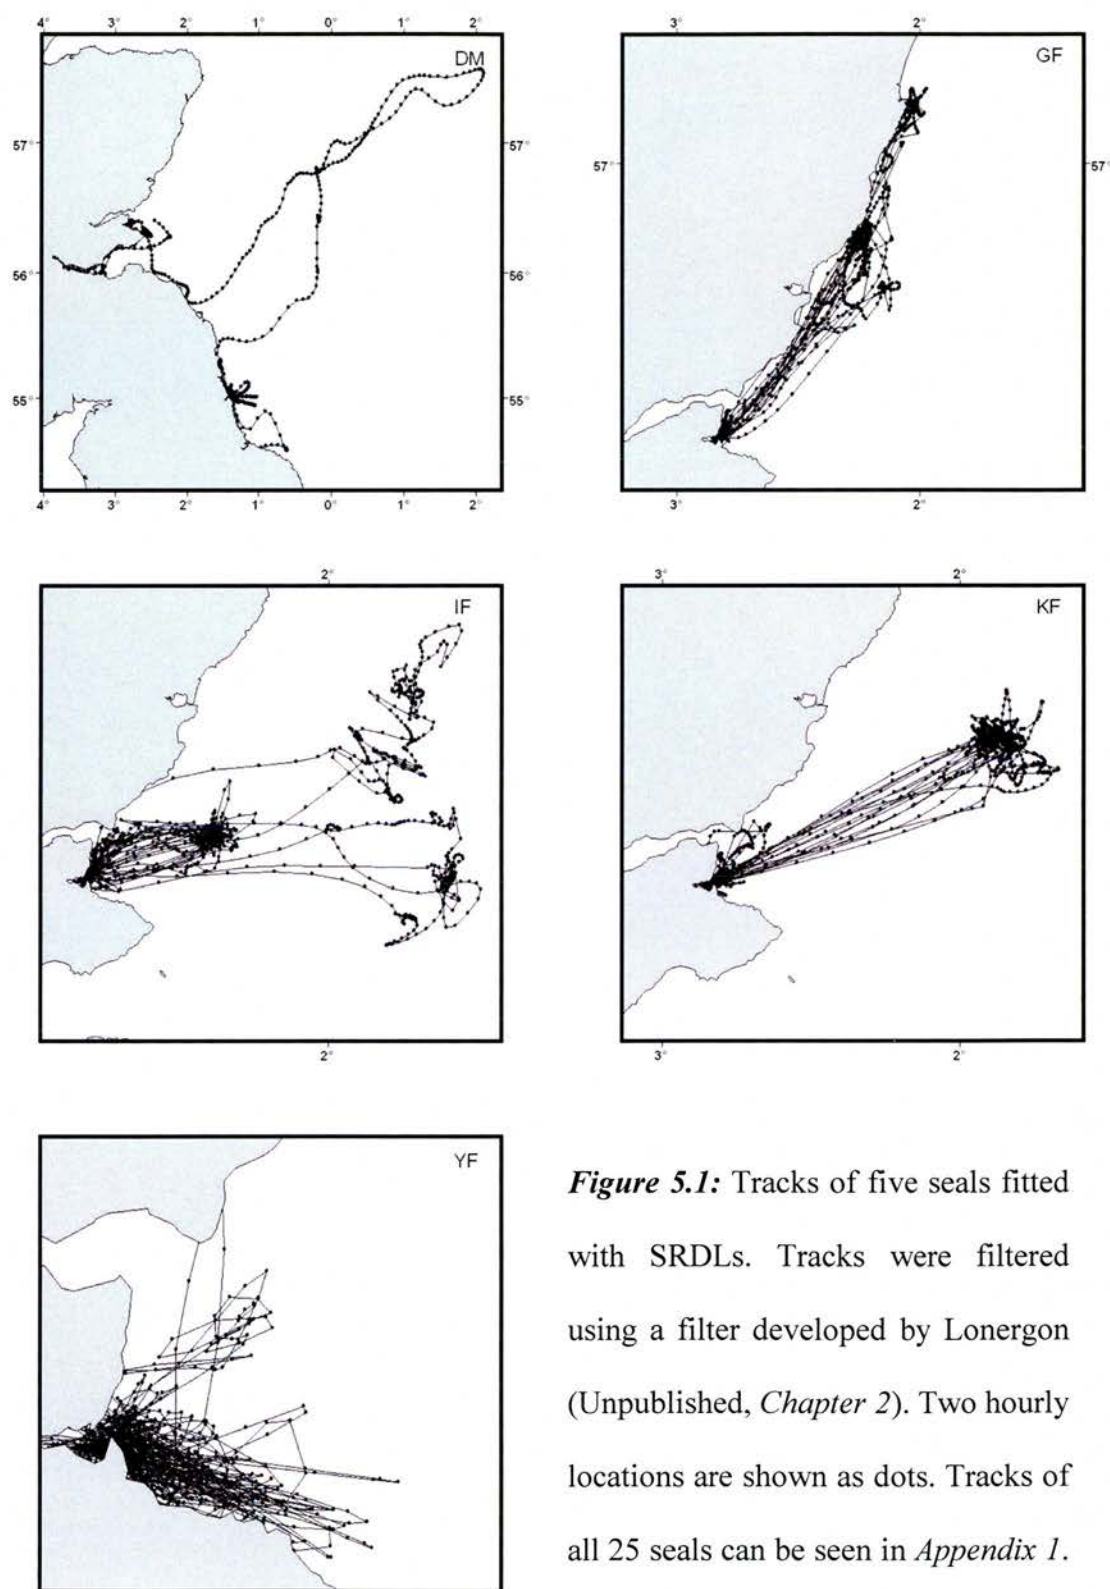 4° 3° 2° 1° 0° 1° 2°
DM
57° 57°
56° 56°
55° 55°
4° 3° 2° 1° 0° 1° 2°
2°
GF
57° 57°
3° 2°
2°
IF
2°
3° 2°
KF
3° 2°
YF
Figure 5.1: Tracks of five seals fitted
with SRDLs. Tracks were filtered
using a filter developed by Lonergon
(Unpublished, Chapter 2). Two hourly
locations are shown as dots. Tracks of
all 25 seals can be seen in Appendix 1.